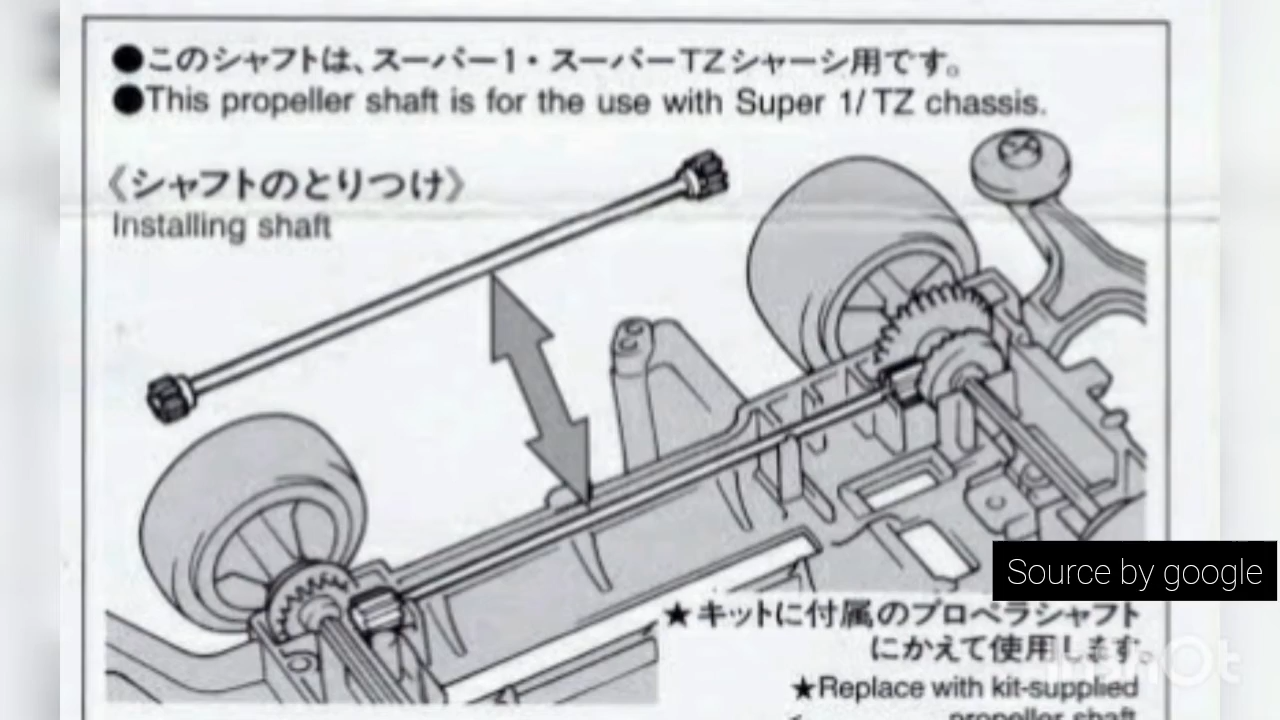 ●このシャフトは、スーパー1・スーパーTZシャーシ用です。
●This propeller shaft is for the use with Super 1/TZ chassis.
《シャフトのとりつけ》
Installing shaft
Source by google
★キットに付属のプロペラシャフト
にかえて使用します。
★Replace with kit-supplied
propeller shaft